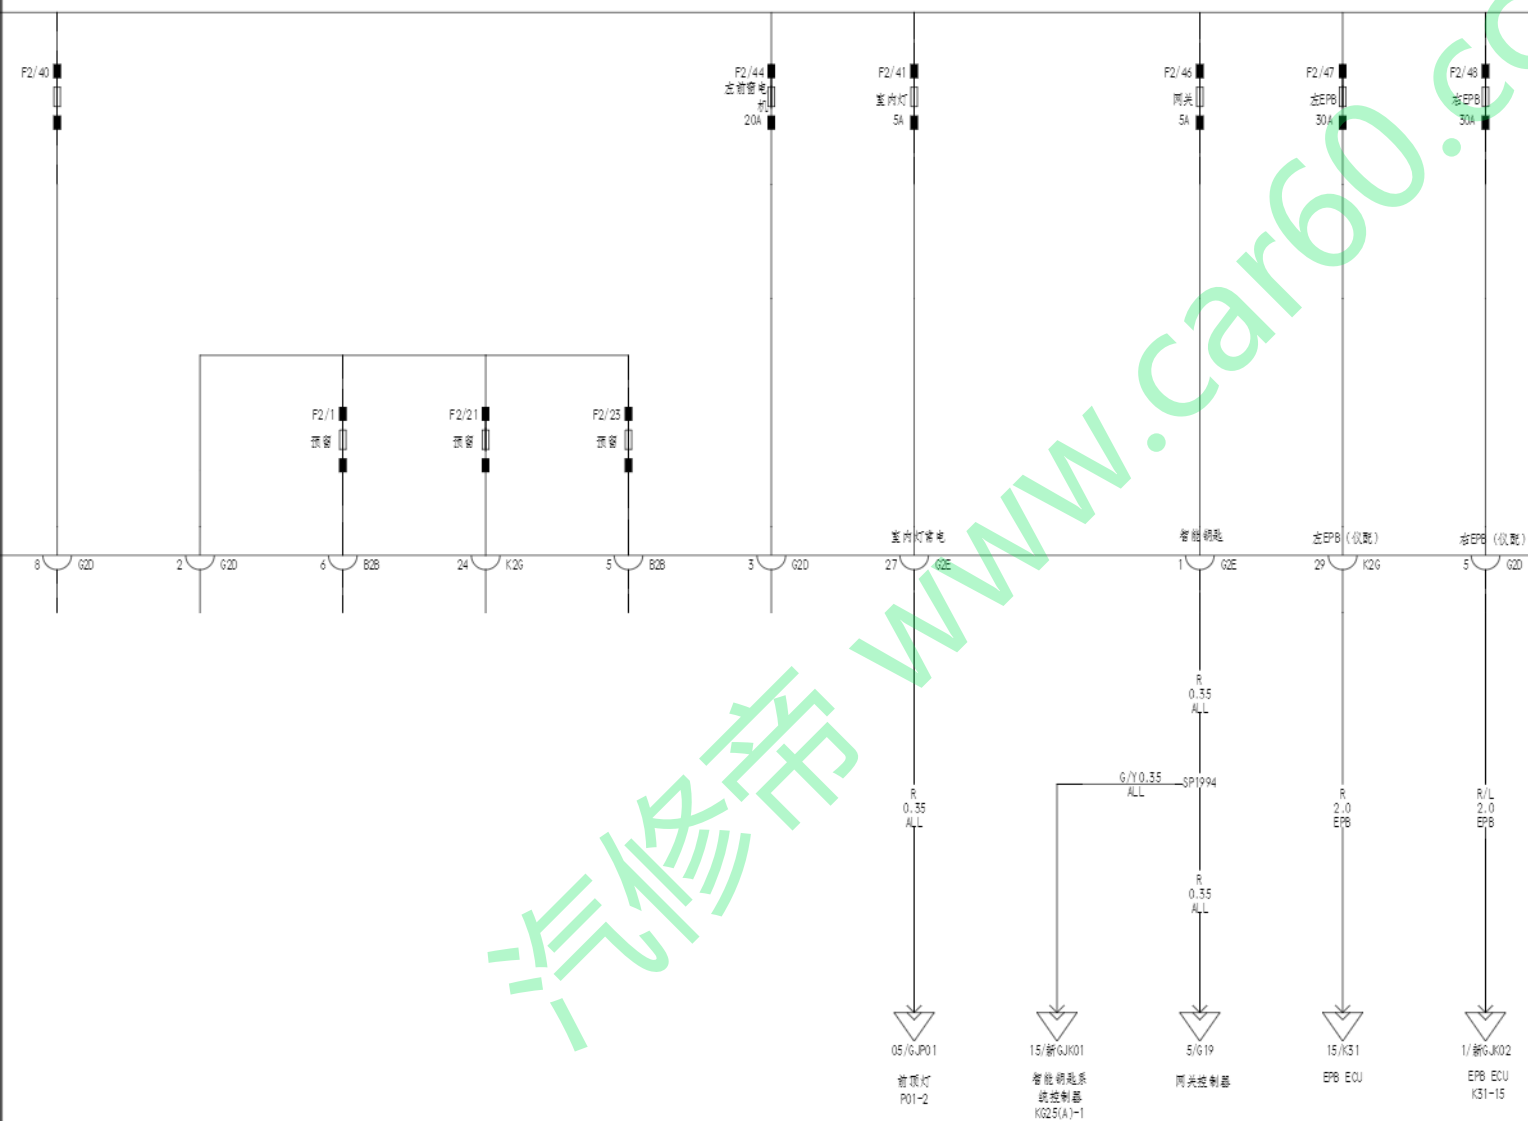 F2/40
F2/44
左前窗电
机
20A
F2/41
室内灯
5A
F2/46
网关
5A
F2/47
左EPB
30A
F2/48
右EPB
30A
F2/1
预留
F2/21
预留
F2/23
预留
室内灯常电
智能钥匙
左EPB(仪配)
右EPB(仪配)
8 G2D
2 G2D
6 B2B
24 K2G
5 B2B
3 G2D
27 G2E
1 G2E
29 K2G
5 G2D
R
0.35
ALL
G/Y0.35
ALL
SP1994
R
0.35
ALL
R
2.0
EPB
R/L
2.0
EPB
R
0.35
ALL
05/GJP01
前顶灯
P01-2
15/新GJK01
智能钥匙系
统控制器
KG25(A)-1
5/G19
网关控制器
15/K31
EPB ECU
1/新GJK02
EPB ECU
K31-15
汽修帝 www.car60.co